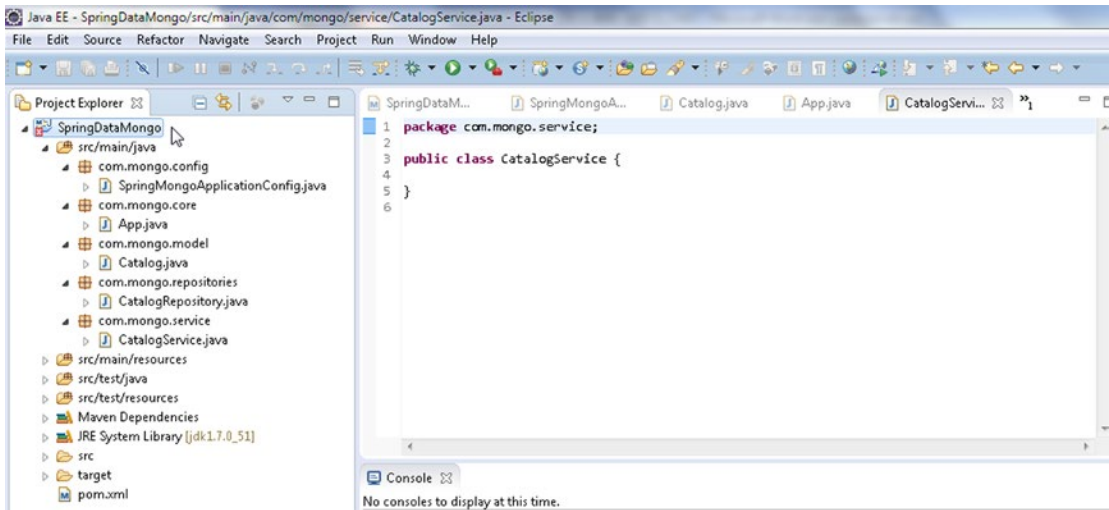 Java EE - SpringDataMongo/src/main/java/com/mongo/service/CatalogService.java - Eclipse
File Edit Source Refactor Navigate Search Project Run Window Help
Project Explorer
SpringDataMongo
src/main/java
com.mongo.config
SpringMongoApplicationConfig.java
com.mongo.core
App.java
com.mongo.model
Catalog.java
com.mongo.repositories
CatalogRepository.java
com.mongo.service
CatalogService.java
src/main/resources
src/test/java
src/test/resources
Maven Dependencies
JRE System Library [jdk1.7.0_51]
src
target
pom.xml
SpringDataM... SpringMongoA... Catalog.java App.java CatalogServi... »1
1 package com.mongo.service;
2
3 public class CatalogService {
4
5 }
6
Console
No consoles to display at this time.